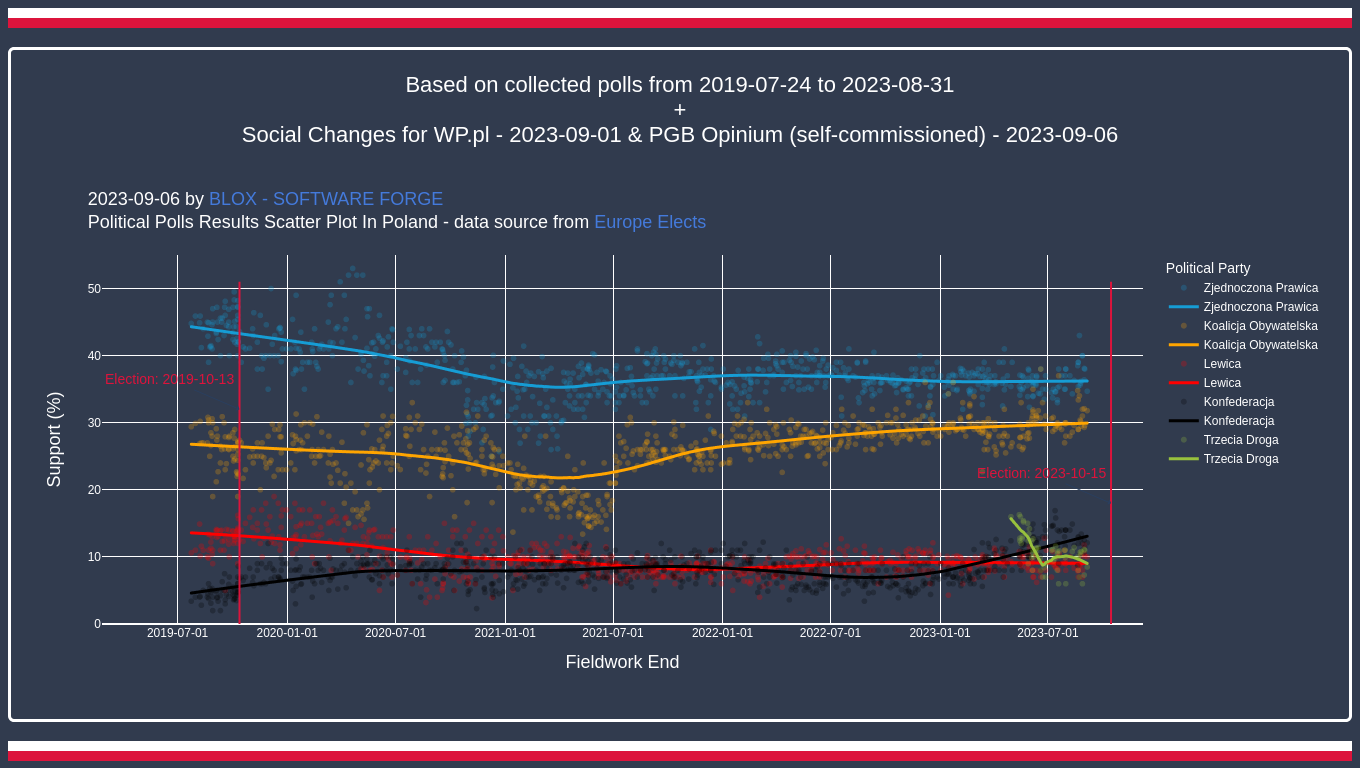 Based on collected polls from 2019-07-24 to 2023-08-31
+
Social Changes for WP.pl - 2023-09-01 & PGB Opinium (self-commissioned) - 2023-09-06
2023-09-06 by BLOX - SOFTWARE FORGE
Political Polls Results Scatter Plot In Poland - data source from Europe Elects
Political Party
Zjednoczona Prawica
Zjednoczona Prawica
Koalicja Obywatelska
Koalicja Obywatelska
Lewica
Lewica
Konfederacja
Konfederacja
Trzecia Droga
Trzecia Droga
Support (%)
50
40
30
20
10
0
Election: 2019-10-13
Election: 2023-10-15
2019-07-01
2020-01-01
2020-07-01
2021-01-01
2021-07-01
2022-01-01
2022-07-01
2023-01-01
2023-07-01
Fieldwork End